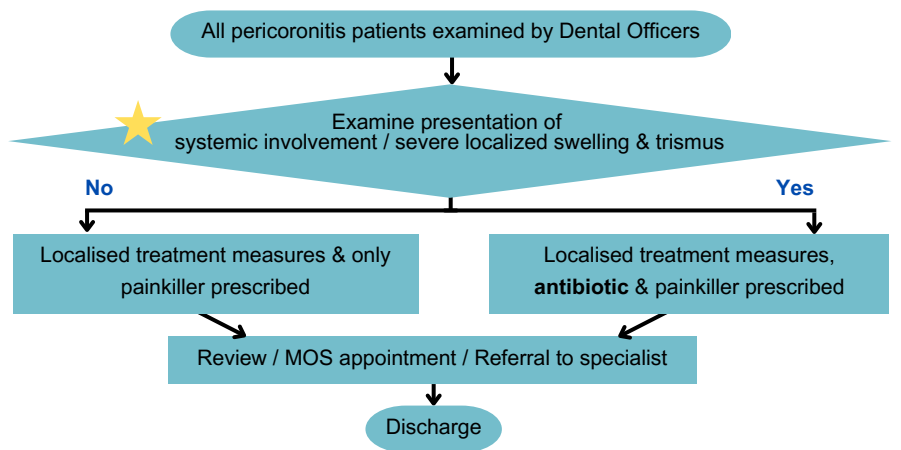 All pericoronitis patients examined by Dental Officers
Examine presentation of
systemic involvement / severe localized swelling & trismus
No
Yes
Localised treatment measures & only
painkiller prescribed
Localised treatment measures,
antibiotic & painkiller prescribed
Review / MOS appointment / Referral to specialist
Discharge